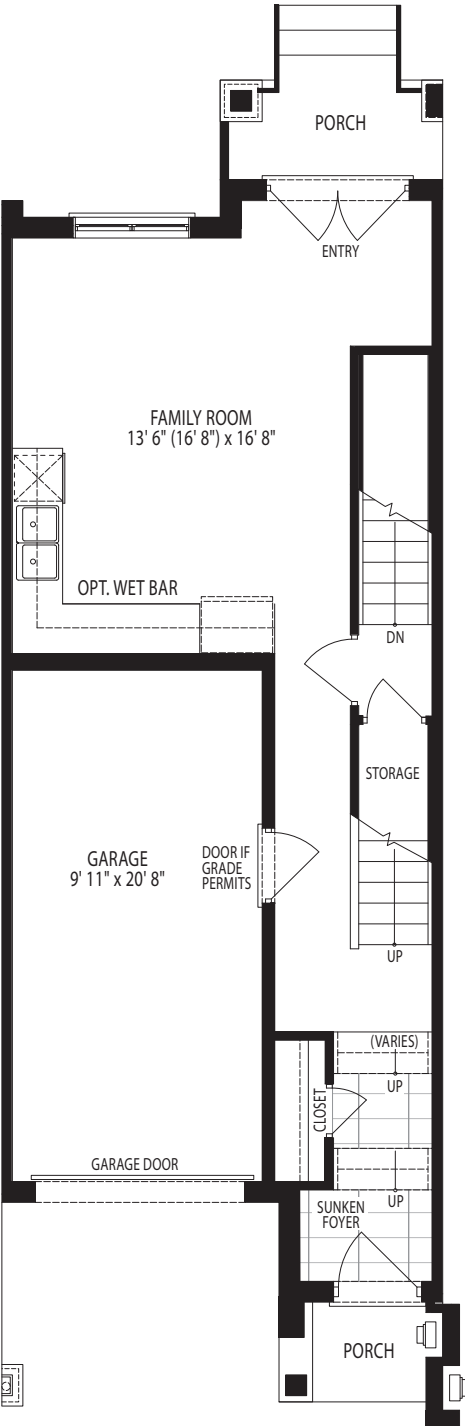 PORCH
ENTRY
FAMILY ROOM
13' 6" (16' 8") x 16' 8"
OPT. WET BAR
DN
STORAGE
GARAGE
9' 11" x 20' 8"
DOOR IF
GRADE
PERMITS
UP
(VARIES)
UP
CLOSET
GARAGE DOOR
UP
SUNKEN
FOYER
PORCH